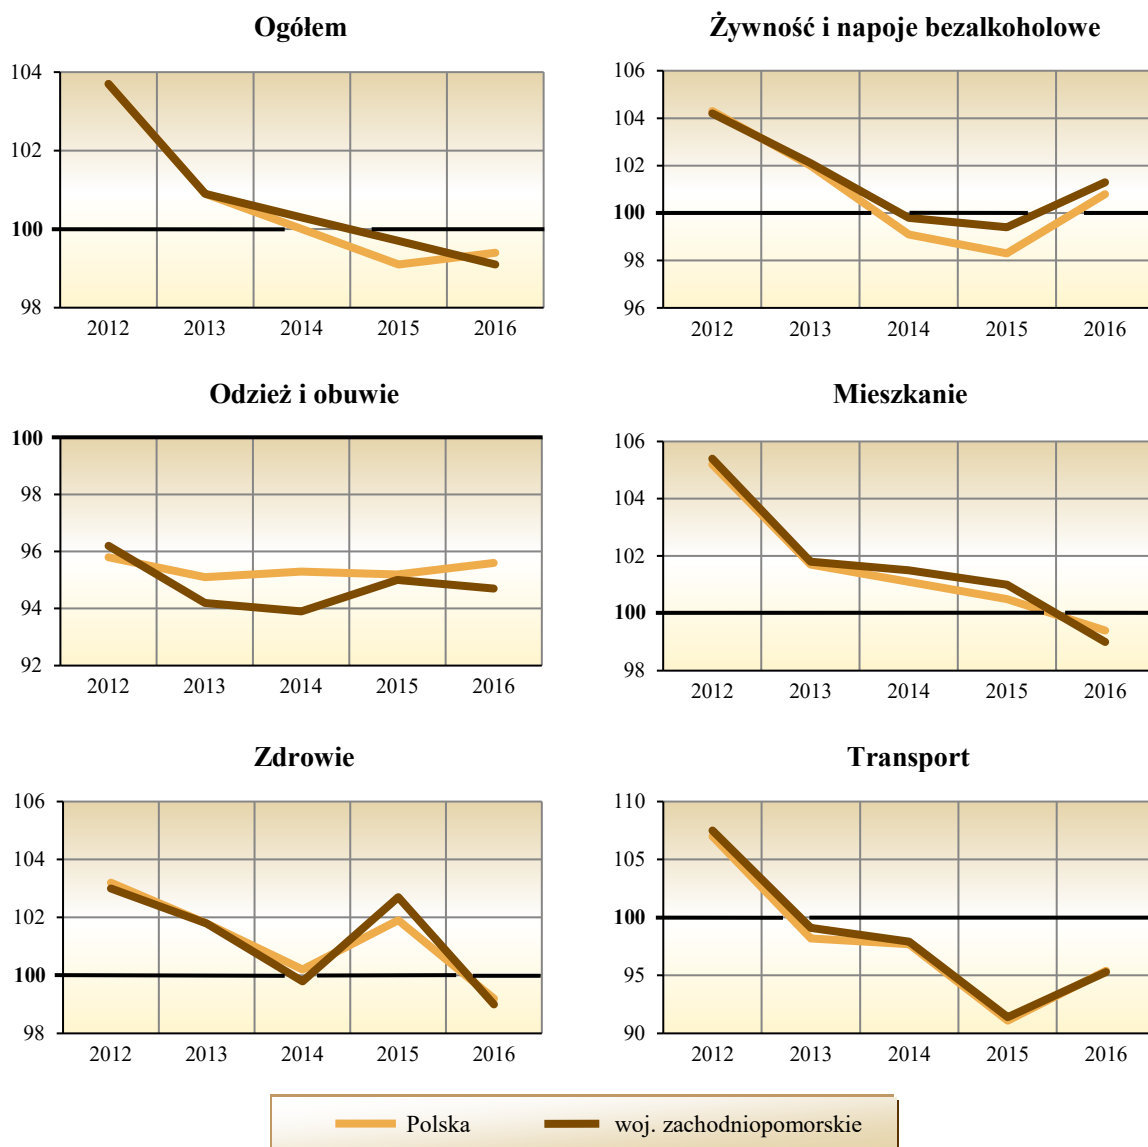 Ogółem
104
102
100
98
2012 2013 2014 2015 2016
Żywność i napoje bezalkoholowe
106
104
102
100
98
96
2012 2013 2014 2015 2016
Odzież i obuwie
100
98
96
94
92
2012 2013 2014 2015 2016
Mieszkanie
106
104
102
100
98
2012 2013 2014 2015 2016
Zdrowie
106
104
102
100
98
2012 2013 2014 2015 2016
Transport
110
105
100
95
90
2012 2013 2014 2015 2016
Polska woj. zachodniopomorskie